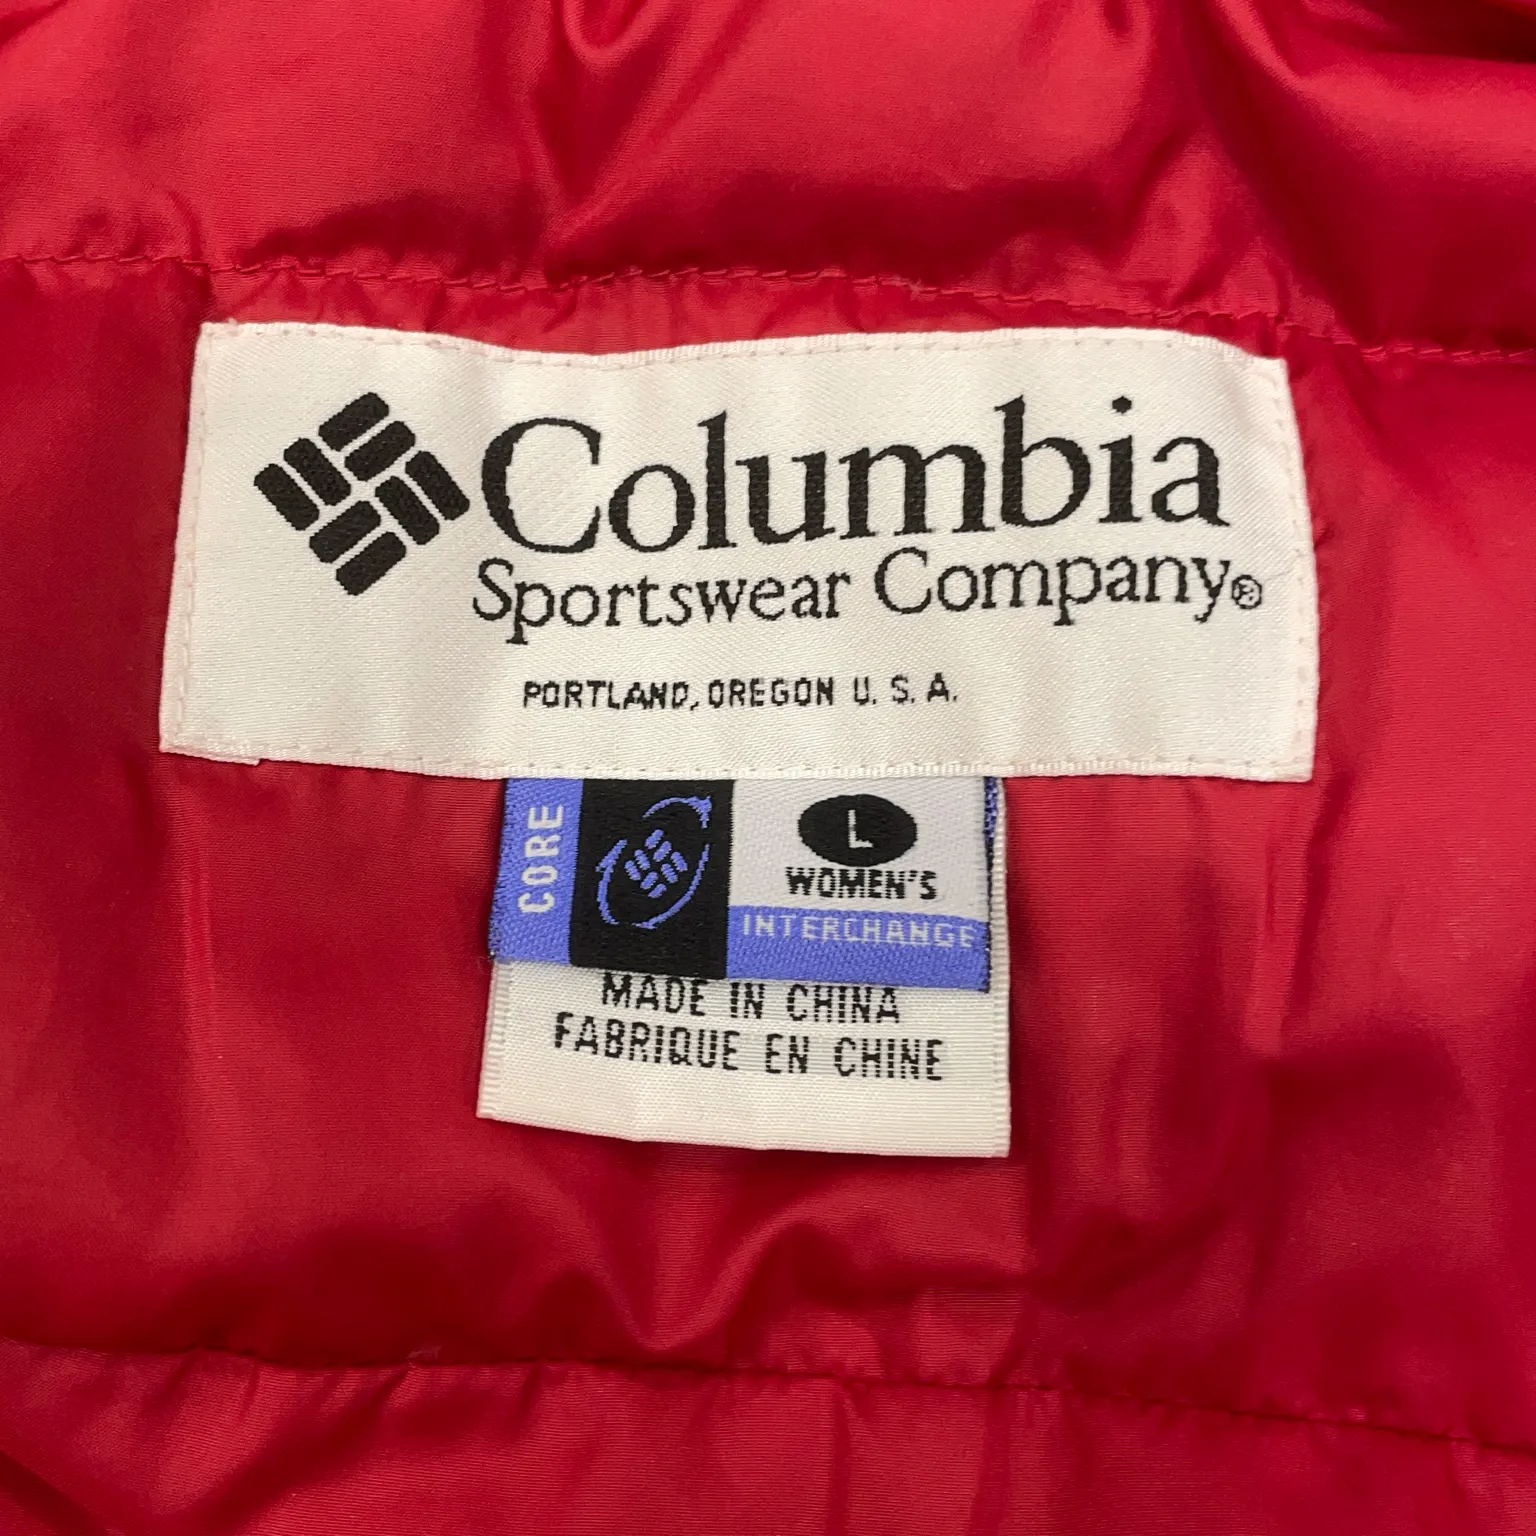 Columbia
Sportswear Company®
PORTLAND, OREGON U.S.A.
CORE
L
WOMEN'S
INTERCHANGE
MADE IN CHINA
FABRIQUE EN CHINE